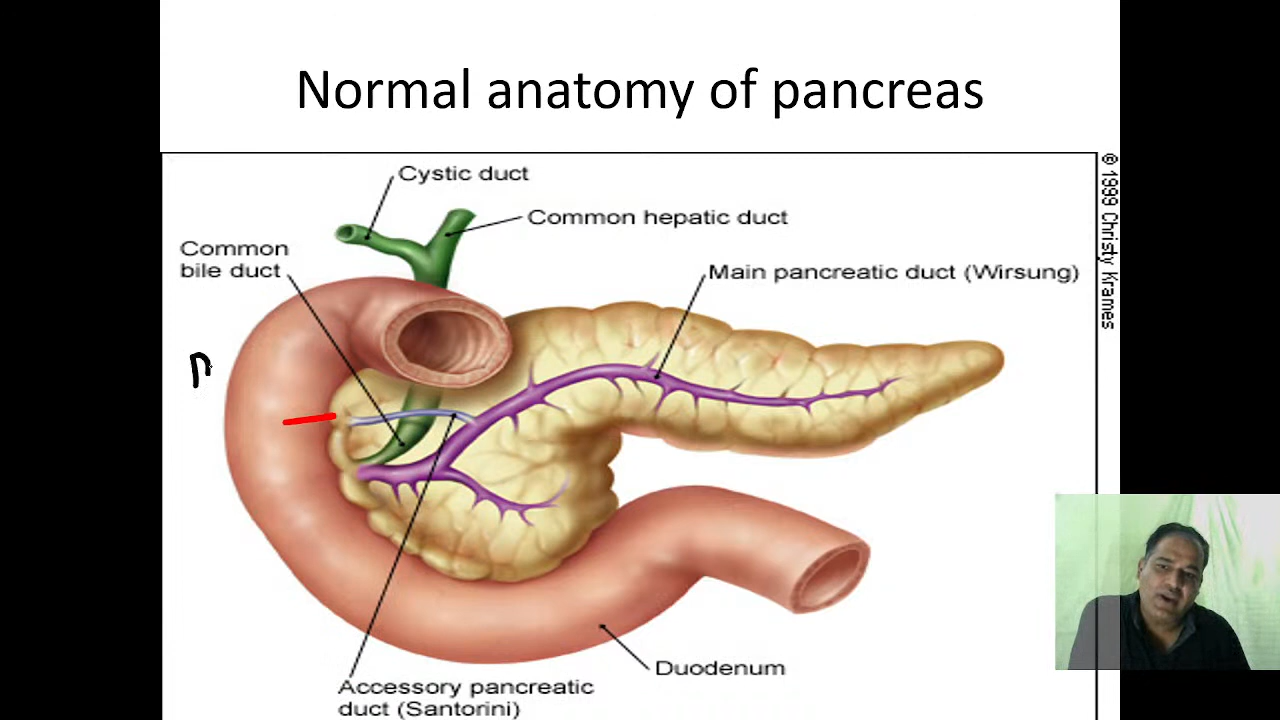 Normal anatomy of pancreas
Cystic duct
Common hepatic duct
Common
bile duct
Main pancreatic duct (Wirsung)
© 1999 Christy Krames
Duodenum
Accessory pancreatic
duct (Santorini)